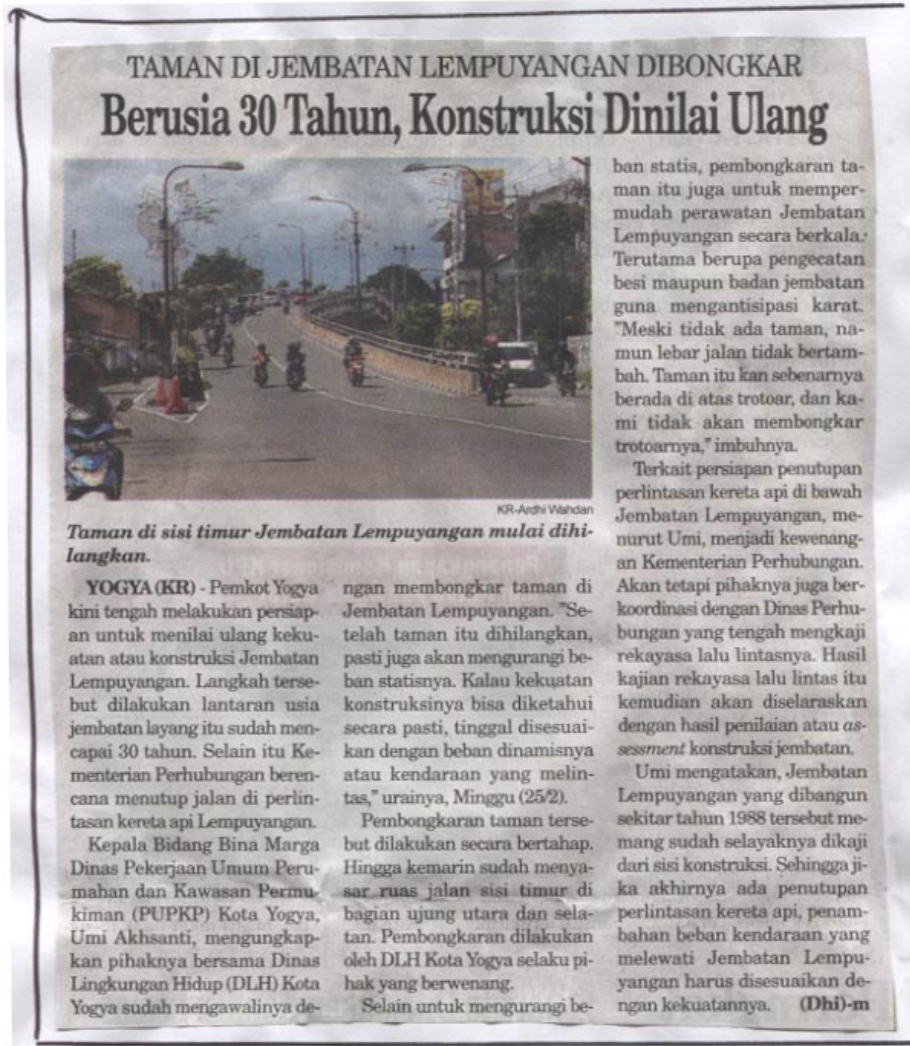 TAMAN DI JEMBATAN LEMPUYANGAN DIBONGKAR
Berusia 30 Tahun, Konstruksi Dinilai Ulang
KR-Ardhi Wahdan
Taman di sisi timur Jembatan Lempuyangan mulai dihi-
langkan.
YOGYA (KR) - Pemkot Yogya
kini tengah melakukan persiap-
an untuk menilai ulang keku-
atan atau konstruksi Jembatan
Lempuyangan. Langkah terse-
but dilakukan lantaran usia
jembatan layang itu sudah men-
capai 30 tahun. Selain itu Ke-
menterian Perhubungan beren-
cana menutup jalan di perlin-
tasan kereta api Lempuyangan.
Kepala Bidang Bina Marga
Dinas Pekerjaan Umum Peru-
mahan dan Kawasan Permu-
kiman (PUPKP) Kota Yogya,
Umi Akhsanti, mengungkap-
kan pihaknya bersama Dinas
Lingkungan Hidup (DLH) Kota
Yogya sudah mengawalinya de-
ngan membongkar taman di
Jembatan Lempuyangan. "Se-
telah taman itu dihilangkan,
pasti juga akan mengurangi be-
ban statisnya. Kalau kekuatan
konstruksinya bisa diketahui
secara pasti, tinggal disesuai-
kan dengan beban dinamisnya
atau kendaraan yang melin-
tas," urainya, Minggu (25/2).
Pembongkaran taman terse-
but dilakukan secara bertahap.
Hingga kemarin sudah menya-
sar ruas jalan sisi timur di
bagian ujung utara dan sela-
tan. Pembongkaran dilakukan
oleh DLH Kota Yogya selaku pi-
hak yang berwenang.
Selain untuk mengurangi be-
ban statis, pembongkaran ta-
man itu juga untuk memper-
mudah perawatan Jembatan
Lempuyangan secara berkala.
Terutama berupa pengecatan
besi maupun badan jembatan
guna mengantisipasi karat.
"Meski tidak ada taman, na-
mun lebar jalan tidak bertam-
bah. Taman itu kan sebenarnya
berada di atas trotoar, dan ka-
mi tidak akan membongkar
trotoarnya," imbuhnya.
Terkait persiapan penutupan
perlintasan kereta api di bawah
Jembatan Lempuyangan, me-
nurut Umi, menjadi kewenang-
an Kementerian Perhubungan.
Akan tetapi pihaknya juga ber-
koordinasi dengan Dinas Perhu-
bungan yang tengah mengkaji
rekayasa lalu lintasnya. Hasil
kajian rekayasa lalu lintas itu
kemudian akan diselaraskan
dengan hasil penilaian atau as-
sessment konstruksi jembatan.
Umi mengatakan, Jembatan
Lempuyangan yang dibangun
sekitar tahun 1988 tersebut me-
mang sudah selayaknya dikaji
dari sisi konstruksi. Sehingga ji-
ka akhirnya ada penutupan
perlintasan kereta api, penam-
bahan beban kendaraan yang
melewati Jembatan Lempu-
yangan harus disesuaikan de-
ngan kekuatannya. (Dhi)-m